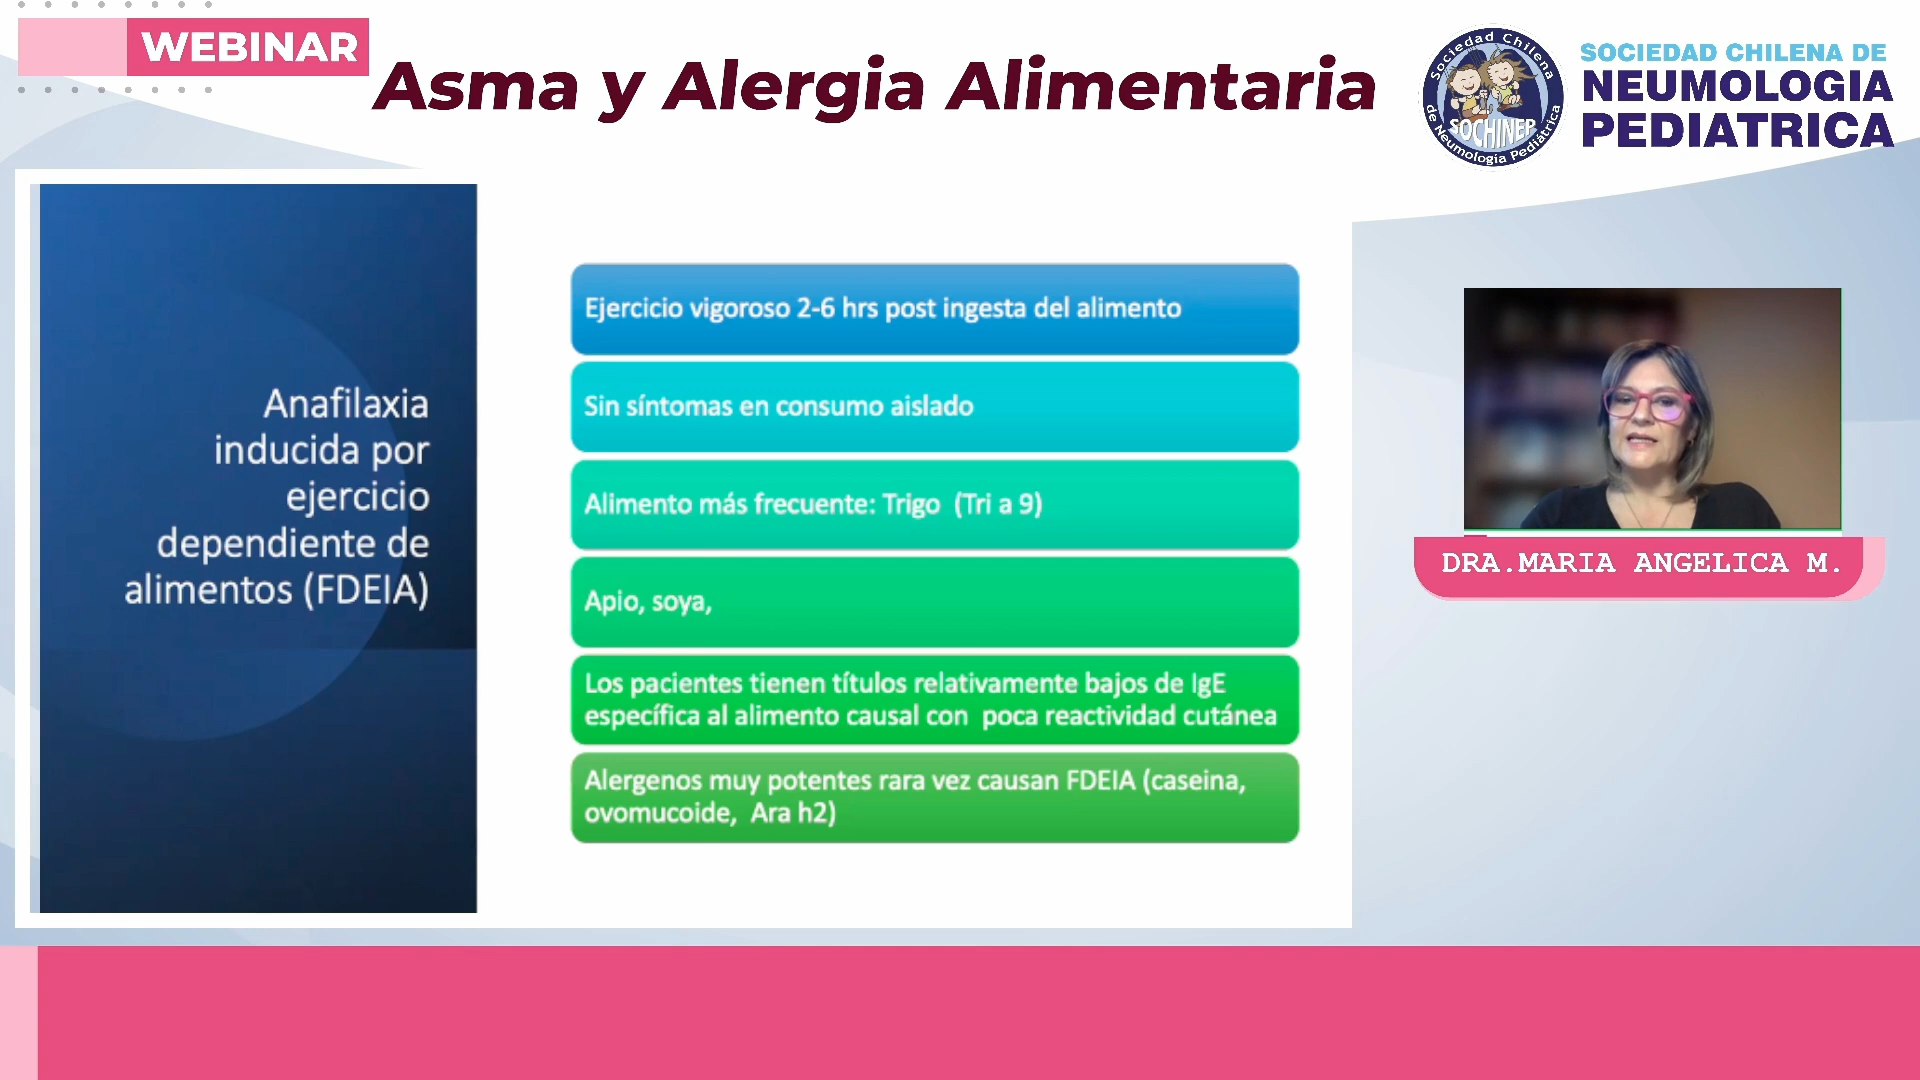 WEBINAR
Asma y Alergia Alimentaria
Sociedad Chilena
de Neumologia Pediátrica
SOCHINEP
SOCIEDAD CHILENA DE
NEUMOLOGIA
PEDIATRICA
Anafilaxia
inducida por
ejercicio
dependiente de
alimentos (FDEIA)
Ejercicio vigoroso 2-6 hrs post ingesta del alimento
Sin síntomas en consumo aislado
Alimento más frecuente: Trigo (Tri a 9)
Apio, soya,
Los pacientes tienen títulos relativamente bajos de IgE
específica al alimento causal con poca reactividad cutánea
Alergenos muy potentes rara vez causan FDEIA (caseina,
ovomucoide, Ara h2)
DRA.MARIA ANGELICA M.